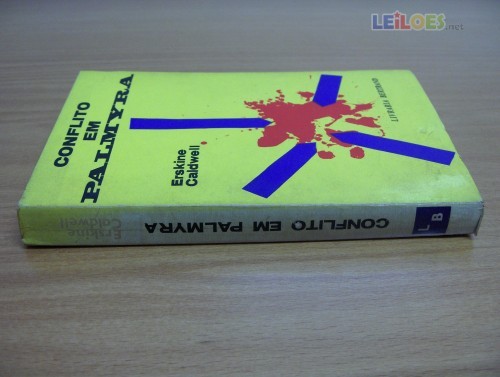 LEiLOES.net
CONFLITO
EM
PALMYRA
Erskine
Caldwell
LIVRARIA BERTRAND
Erskine
Caldwell
CONFLITO EM PALMYRA
L B